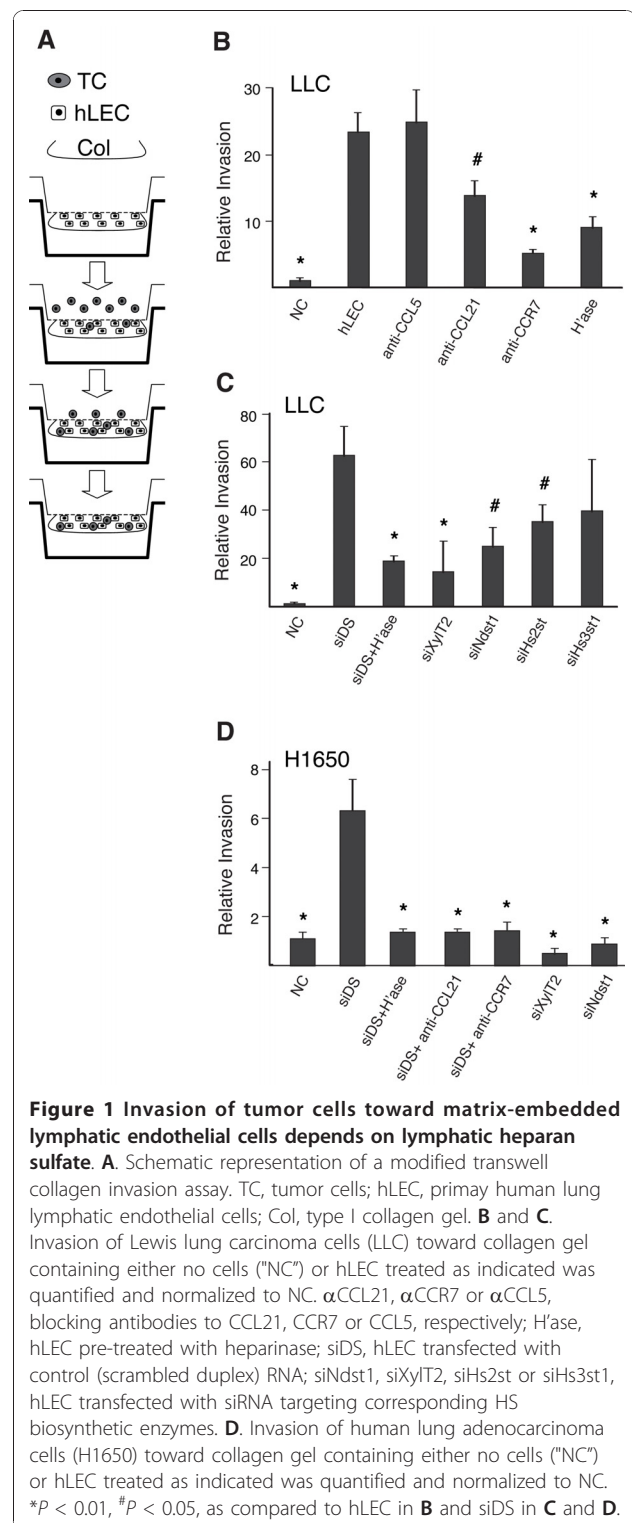 A
TC
hLEC
Col
B
LLC
Relative Invasion
30
20
10
NC
hLEC
anti-CCL5
anti-CCL21
anti-CCR7
H'ase
*
#
*
*
C
LLC
Relative Invasion
80
60
40
20
NC
siDS
siDS+H'ase
siXylT2
siNdst1
siHs2st
siHs3st1
*
*
*
#
#
D
H1650
Relative Invasion
8
6
4
2
NC
siDS
siDS+H'ase
siDS+ anti-CCL21
siDS+ anti-CCR7
siXylT2
siNdst1
*
*
*
*
*
*
Figure 1 Invasion of tumor cells toward matrix-embedded
lymphatic endothelial cells depends on lymphatic heparan
sulfate. A. Schematic representation of a modified transwell
collagen invasion assay. TC, tumor cells; hLEC, primay human lung
lymphatic endothelial cells; Col, type I collagen gel. B and C.
Invasion of Lewis lung carcinoma cells (LLC) toward collagen gel
containing either no cells ("NC") or hLEC treated as indicated was
quantified and normalized to NC. αCCL21, αCCR7 or αCCL5,
blocking antibodies to CCL21, CCR7 or CCL5, respectively; H'ase,
hLEC pre-treated with heparinase; siDS, hLEC transfected with
control (scrambled duplex) RNA; siNdst1, siXylT2, siHs2st or siHs3st1,
hLEC transfected with siRNA targeting corresponding HS
biosynthetic enzymes. D. Invasion of human lung adenocarcinoma
cells (H1650) toward collagen gel containing either no cells ("NC")
or hLEC treated as indicated was quantified and normalized to NC.
*P < 0.01, #P < 0.05, as compared to hLEC in B and siDS in C and D.